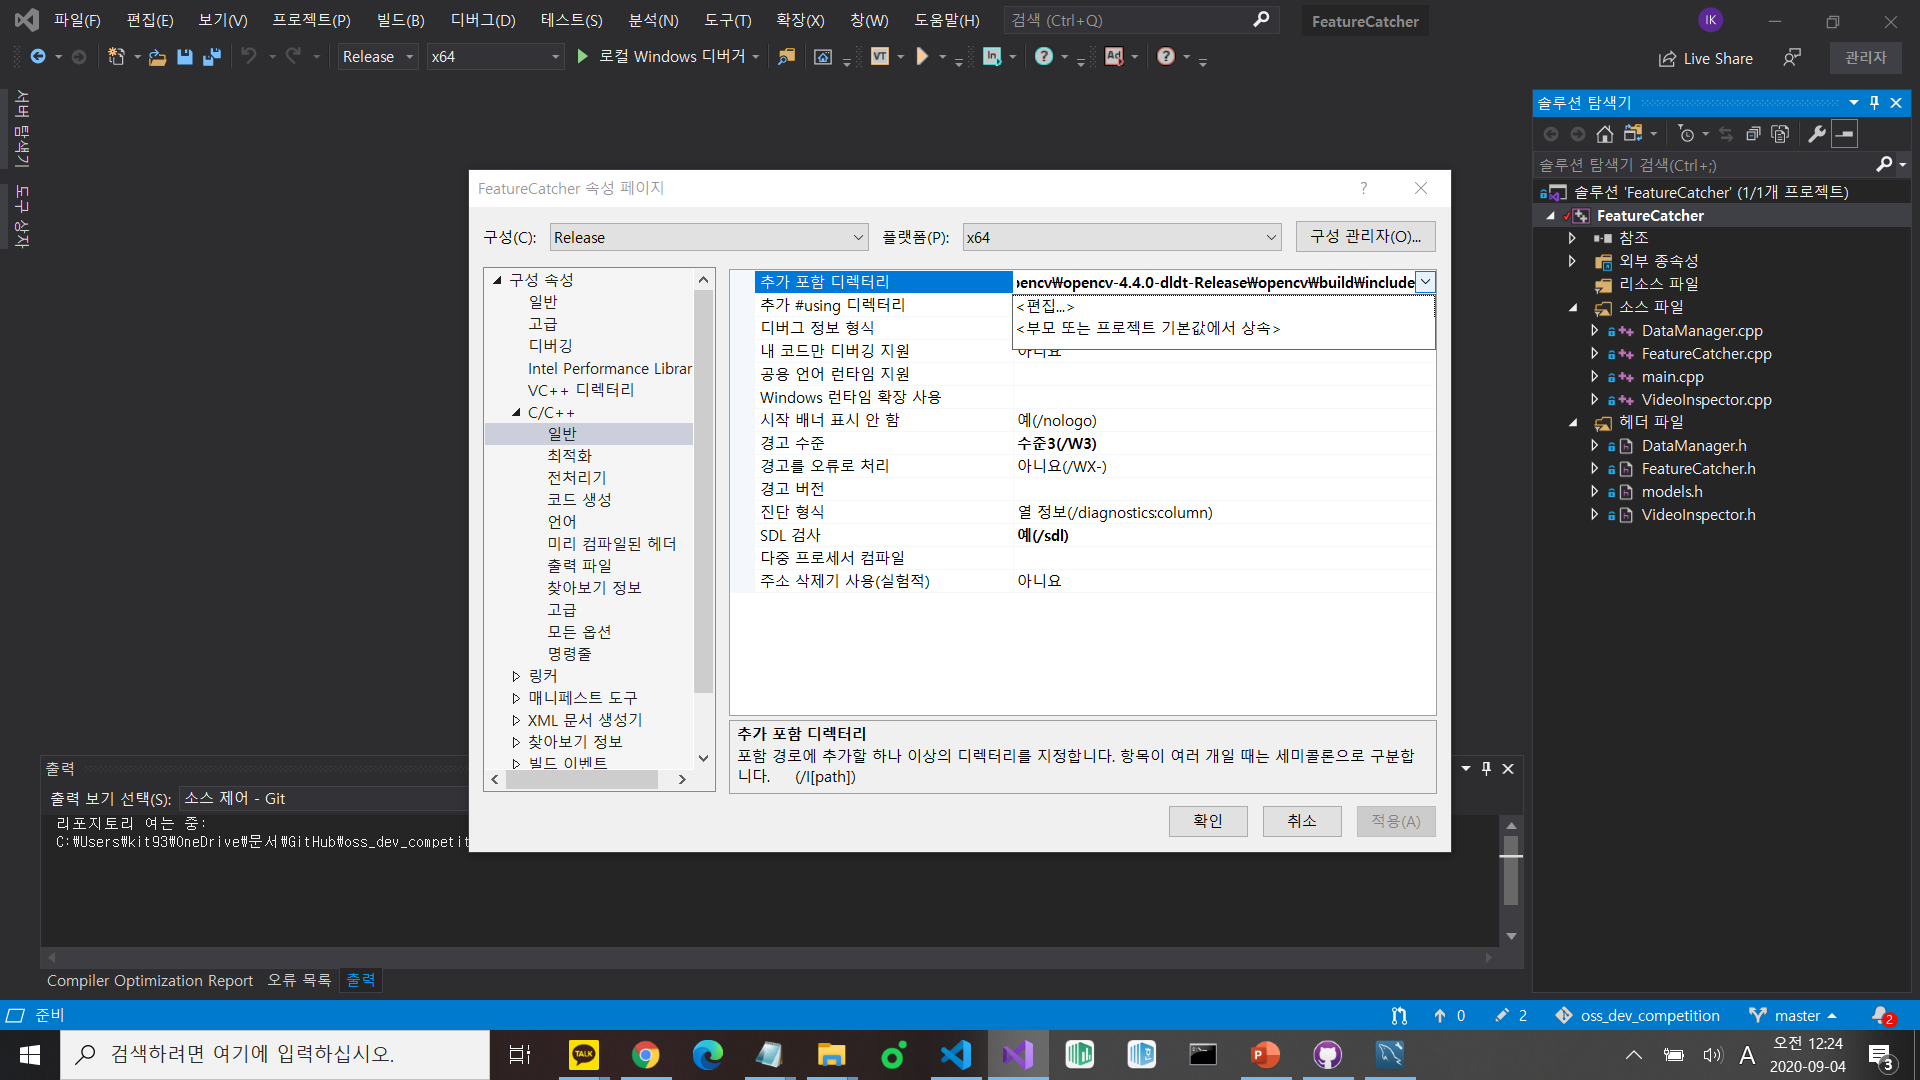 파일(F) 편집(E) 보기(V) 프로젝트(P) 빌드(B) 디버그(D) 테스트(S) 분석(N) 도구(T) 확장(X) 창(W) 도움말(H) 검색 (Ctrl+Q) FeatureCatcher IK
Release x64 로컬 Windows 디버거 VT In Ad Live Share 관리자
서버 탐색기
도구 상자
FeatureCatcher 속성 페이지
구성(C): Release 플랫폼(P): x64 구성 관리자(O)...
구성 속성
일반
고급
디버깅
Intel Performance Librar
VC++ 디렉터리
C/C++
일반
최적화
전처리기
코드 생성
언어
미리 컴파일된 헤더
출력 파일
찾아보기 정보
고급
모든 옵션
명령줄
링커
매니페스트 도구
XML 문서 생성기
찾아보기 정보
빌드 이벤트
추가 포함 디렉터리 encv\opencv-4.4.0-dldt-Release\opencv\build\include
<편집...>
<부모 또는 프로젝트 기본값에서 상속>
추가 #using 디렉터리
디버그 정보 형식
내 코드만 디버깅 지원 아니요
공용 언어 런타임 지원
Windows 런타임 확장 사용
시작 배너 표시 안 함 예(/nologo)
경고 수준 수준3(/W3)
경고를 오류로 처리 아니요(/WX-)
경고 버전
진단 형식 열 정보(/diagnostics:column)
SDL 검사 예(/sdl)
다중 프로세서 컴파일
주소 삭제기 사용(실험적) 아니요
추가 포함 디렉터리
포함 경로에 추가할 하나 이상의 디렉터리를 지정합니다. 항목이 여러 개일 때는 세미콜론으로 구분합
니다. (/I[path])
확인 취소 적용(A)
솔루션 탐색기
솔루션 탐색기 검색(Ctrl+;)
솔루션 'FeatureCatcher' (1/1개 프로젝트)
FeatureCatcher
참조
외부 종속성
리소스 파일
소스 파일
DataManager.cpp
FeatureCatcher.cpp
main.cpp
VideoInspector.cpp
헤더 파일
DataManager.h
FeatureCatcher.h
models.h
VideoInspector.h
출력
출력 보기 선택(S): 소스 제어 - Git
리포지토리 여는 중:
C:\Users\kit93\OneDrive\문서\GitHub\oss_dev_competit
Compiler Optimization Report 오류 목록 출력
준비 0 2 oss_dev_competition master 2
검색하려면 여기에 입력하십시오. TALK A 오전 12:24
2020-09-04 3